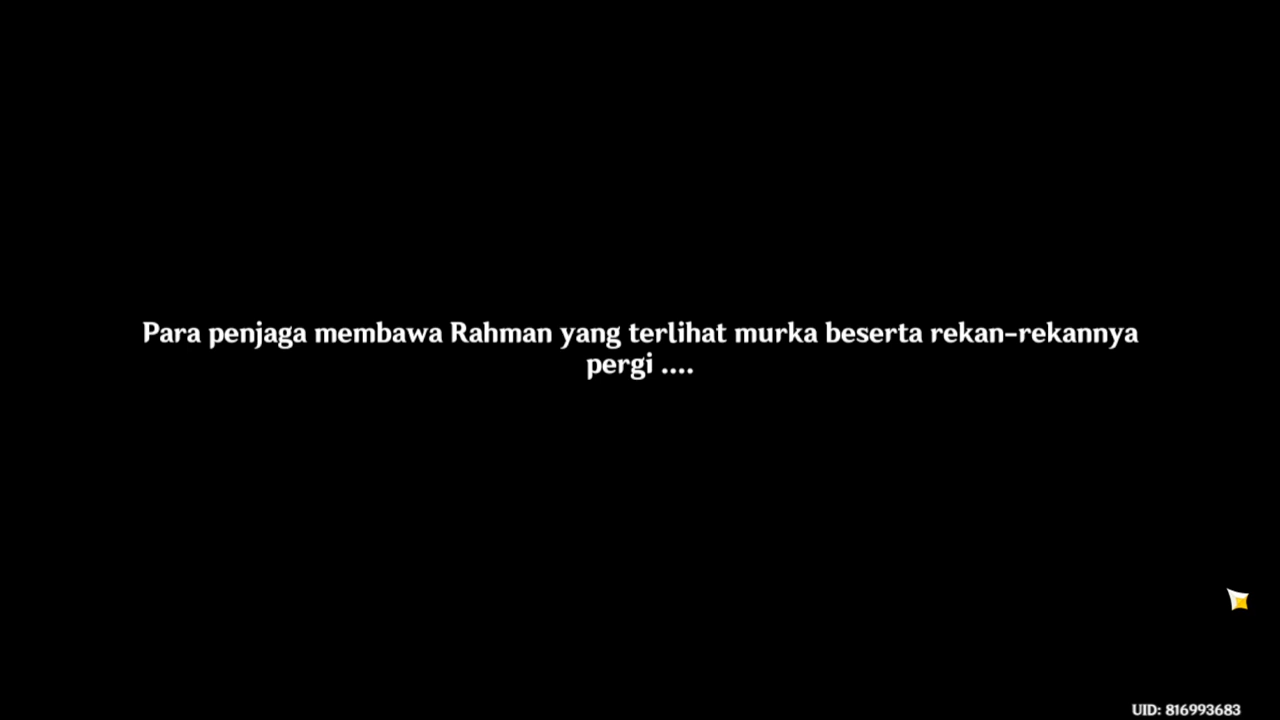 Para penjaga membawa Rahman yang terlihat murka beserta rekan-rekannya
pergi ....
UID: 816993683